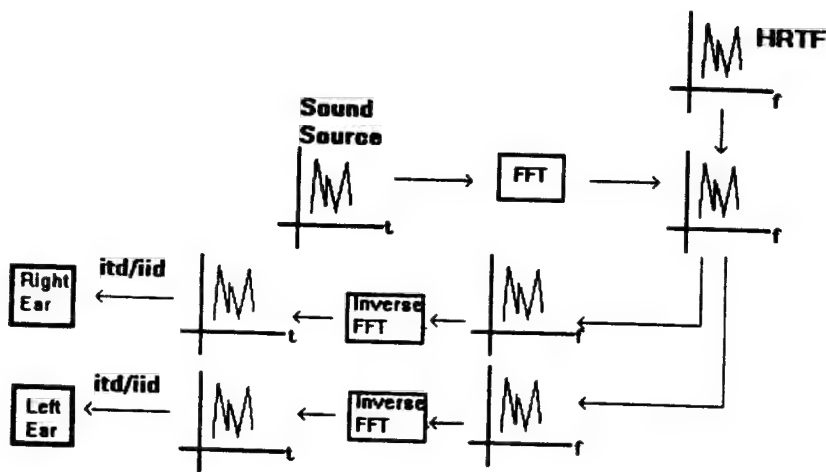 HRTF
f
Sound
Source
t
FFT
f
Right
Ear
itd/iid
t
Inverse
FFT
f
Left
Ear
itd/iid
t
Inverse
FFT
f